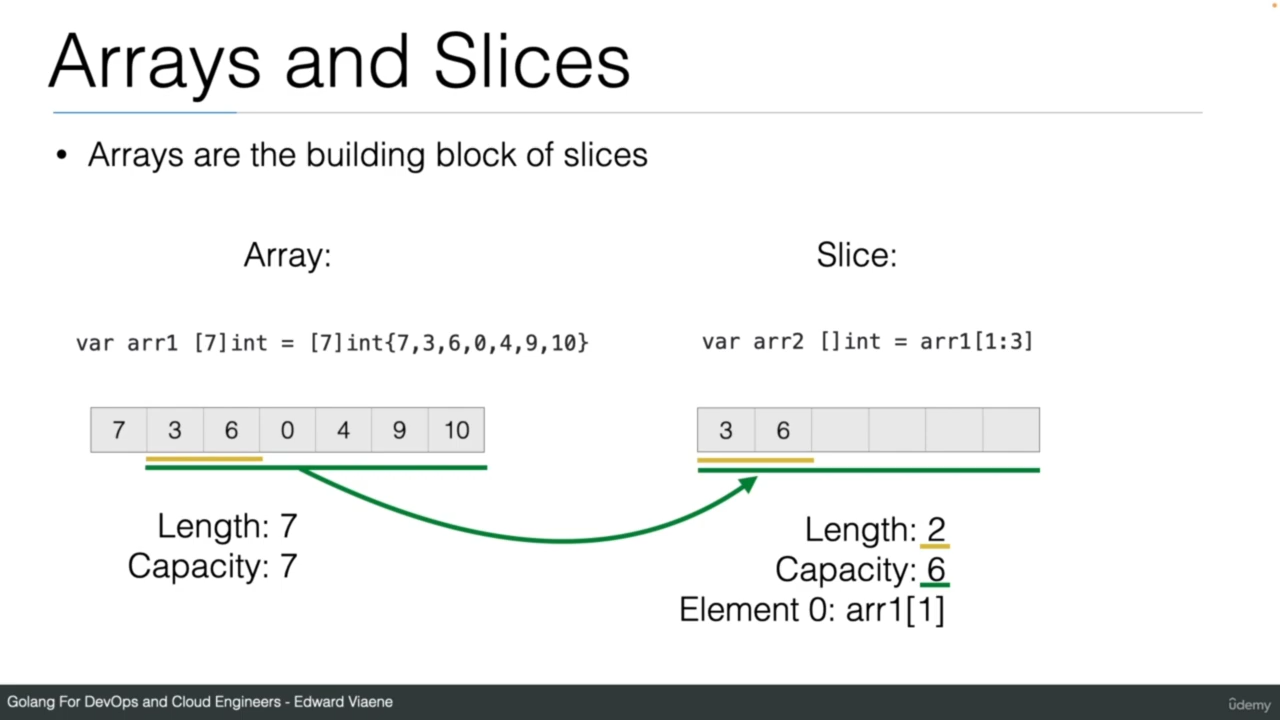 Arrays and Slices
• Arrays are the building block of slices
Array:
var arr1 [7]int = [7]int{7,3,6,0,4,9,10}
7 3 6 0 4 9 10
Length: 7
Capacity: 7
Slice:
var arr2 []int = arr1[1:3]
3 6
Length: 2
Capacity: 6
Element 0: arr1[1]
Golang For DevOps and Cloud Engineers - Edward Viaene
ûdemy